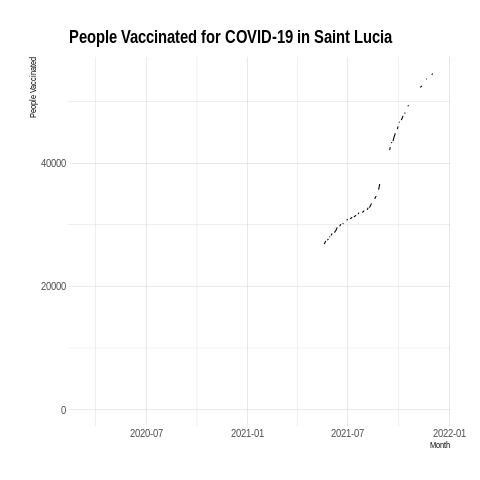 People Vaccinated for COVID-19 in Saint Lucia
People Vaccinated
40000
20000
0
2020-07
2021-01
2021-07
2022-01
Month